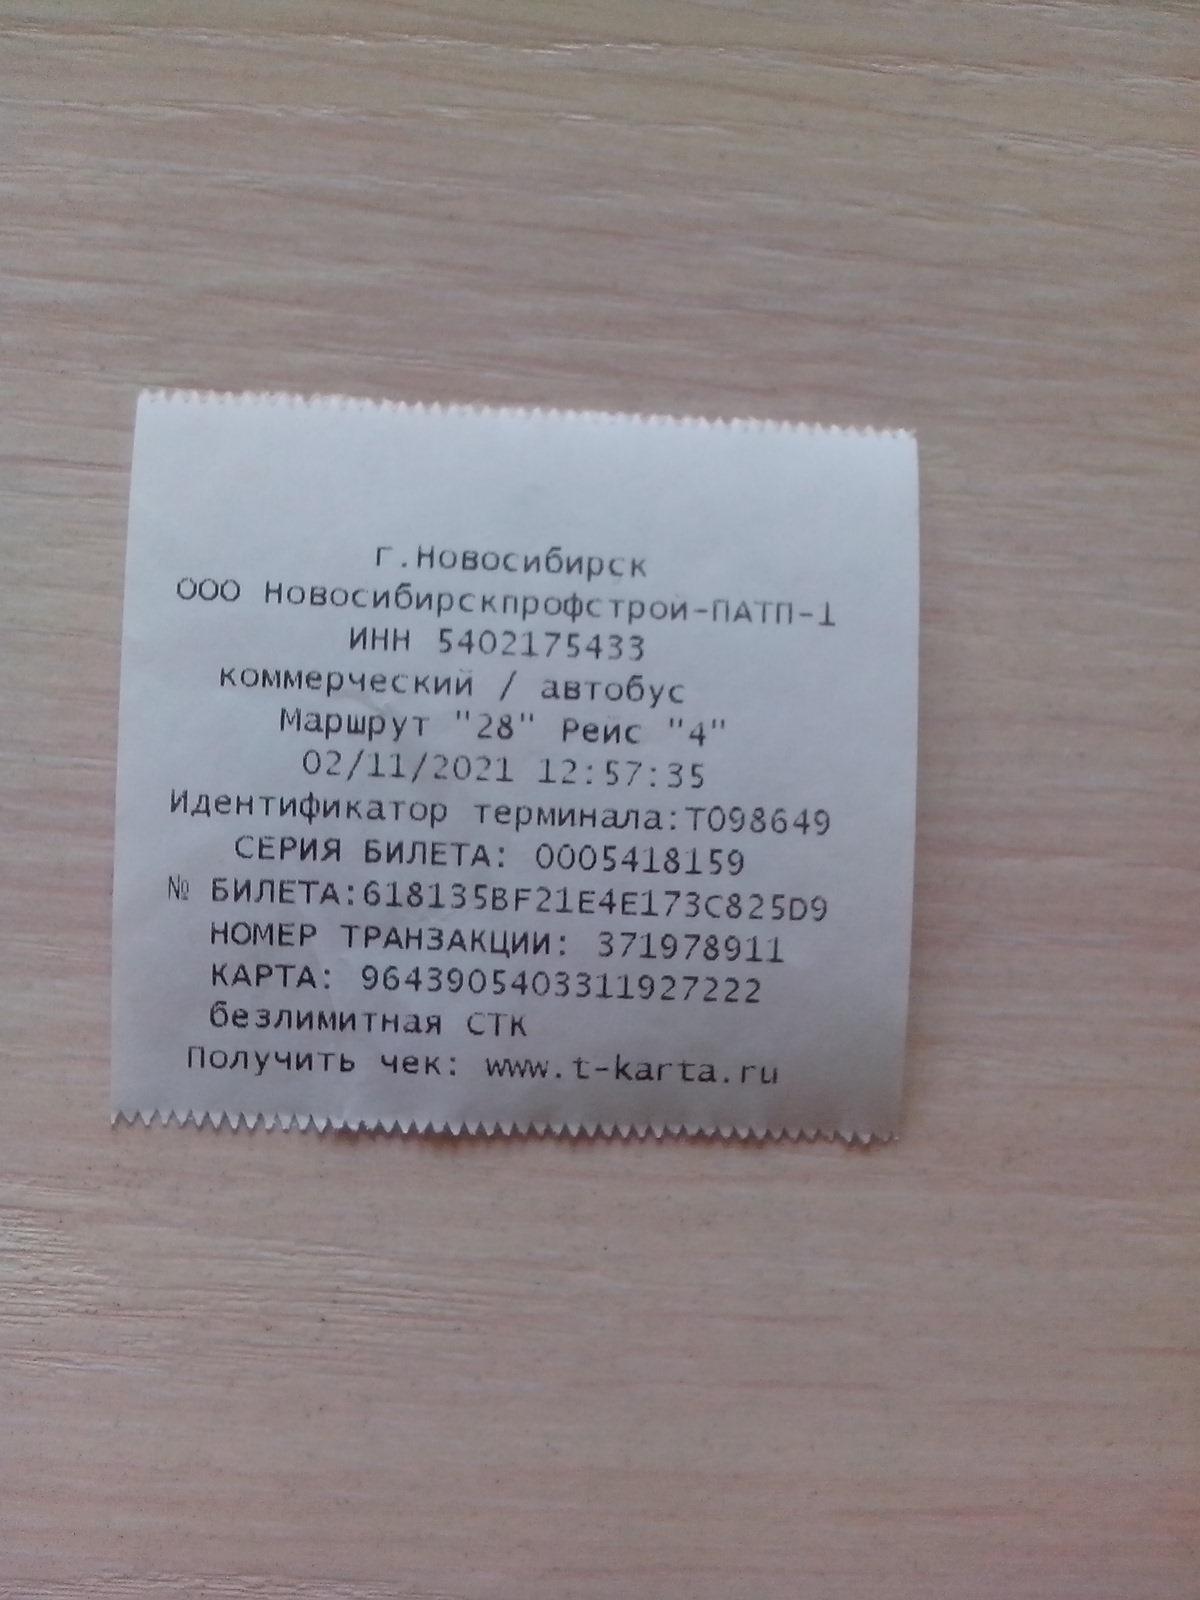 г.Новосибирск
ООО Новосибирскпрофстрой-ПАТП-1
ИНН 5402175433
коммерческий / автобус
Маршрут "28" Рейс "4"
02/11/2021 12:57:35
Идентификатор терминала:T098649
СЕРИЯ БИЛЕТА: 0005418159
№ БИЛЕТА:618135BF21E4E173C825D9
НОМЕР ТРАНЗАКЦИИ: 371978911
КАРТА: 9643905403311927222
безлимитная СТК
Получить чек: www.t-karta.ru